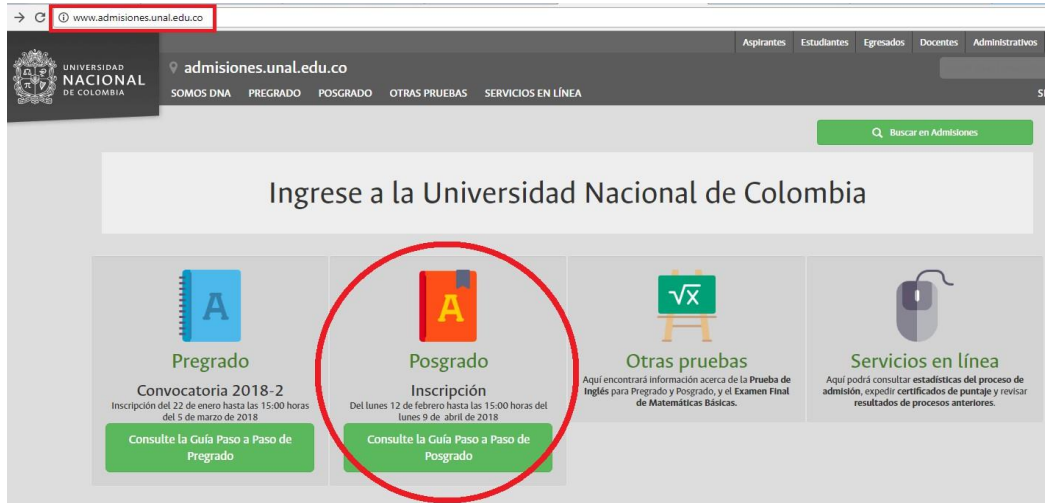 www.admisiones.unal.edu.co
Aspirantes Estudiantes Egresados Docentes Administrativos
UNIVERSIDAD
NACIONAL
DE COLOMBIA
admisiones.unal.edu.co
SOMOS DNA PREGRADO POSGRADO OTRAS PRUEBAS SERVICIOS EN LÍNEA
Buscar en Admisiones
Ingrese a la Universidad Nacional de Colombia
A
Pregrado
Convocatoria 2018-2
Inscripción del 22 de enero hasta las 15:00 horas
del 5 de marzo de 2018
Consulte la Guía Paso a Paso de
Pregrado
A
Posgrado
Inscripción
Del lunes 12 de febrero hasta las 15:00 horas del
lunes 9 de abril de 2018
Consulte la Guía Paso a Paso de
Posgrado
√x
Otras pruebas
Aquí encontrará información acerca de la Prueba de
Inglés para Pregrado y Posgrado, y el Examen Final
de Matemáticas Básicas.
Servicios en línea
Aquí podrá consultar estadísticas del proceso de
admisión, expedir certificados de puntaje y revisar
resultados de procesos anteriores.